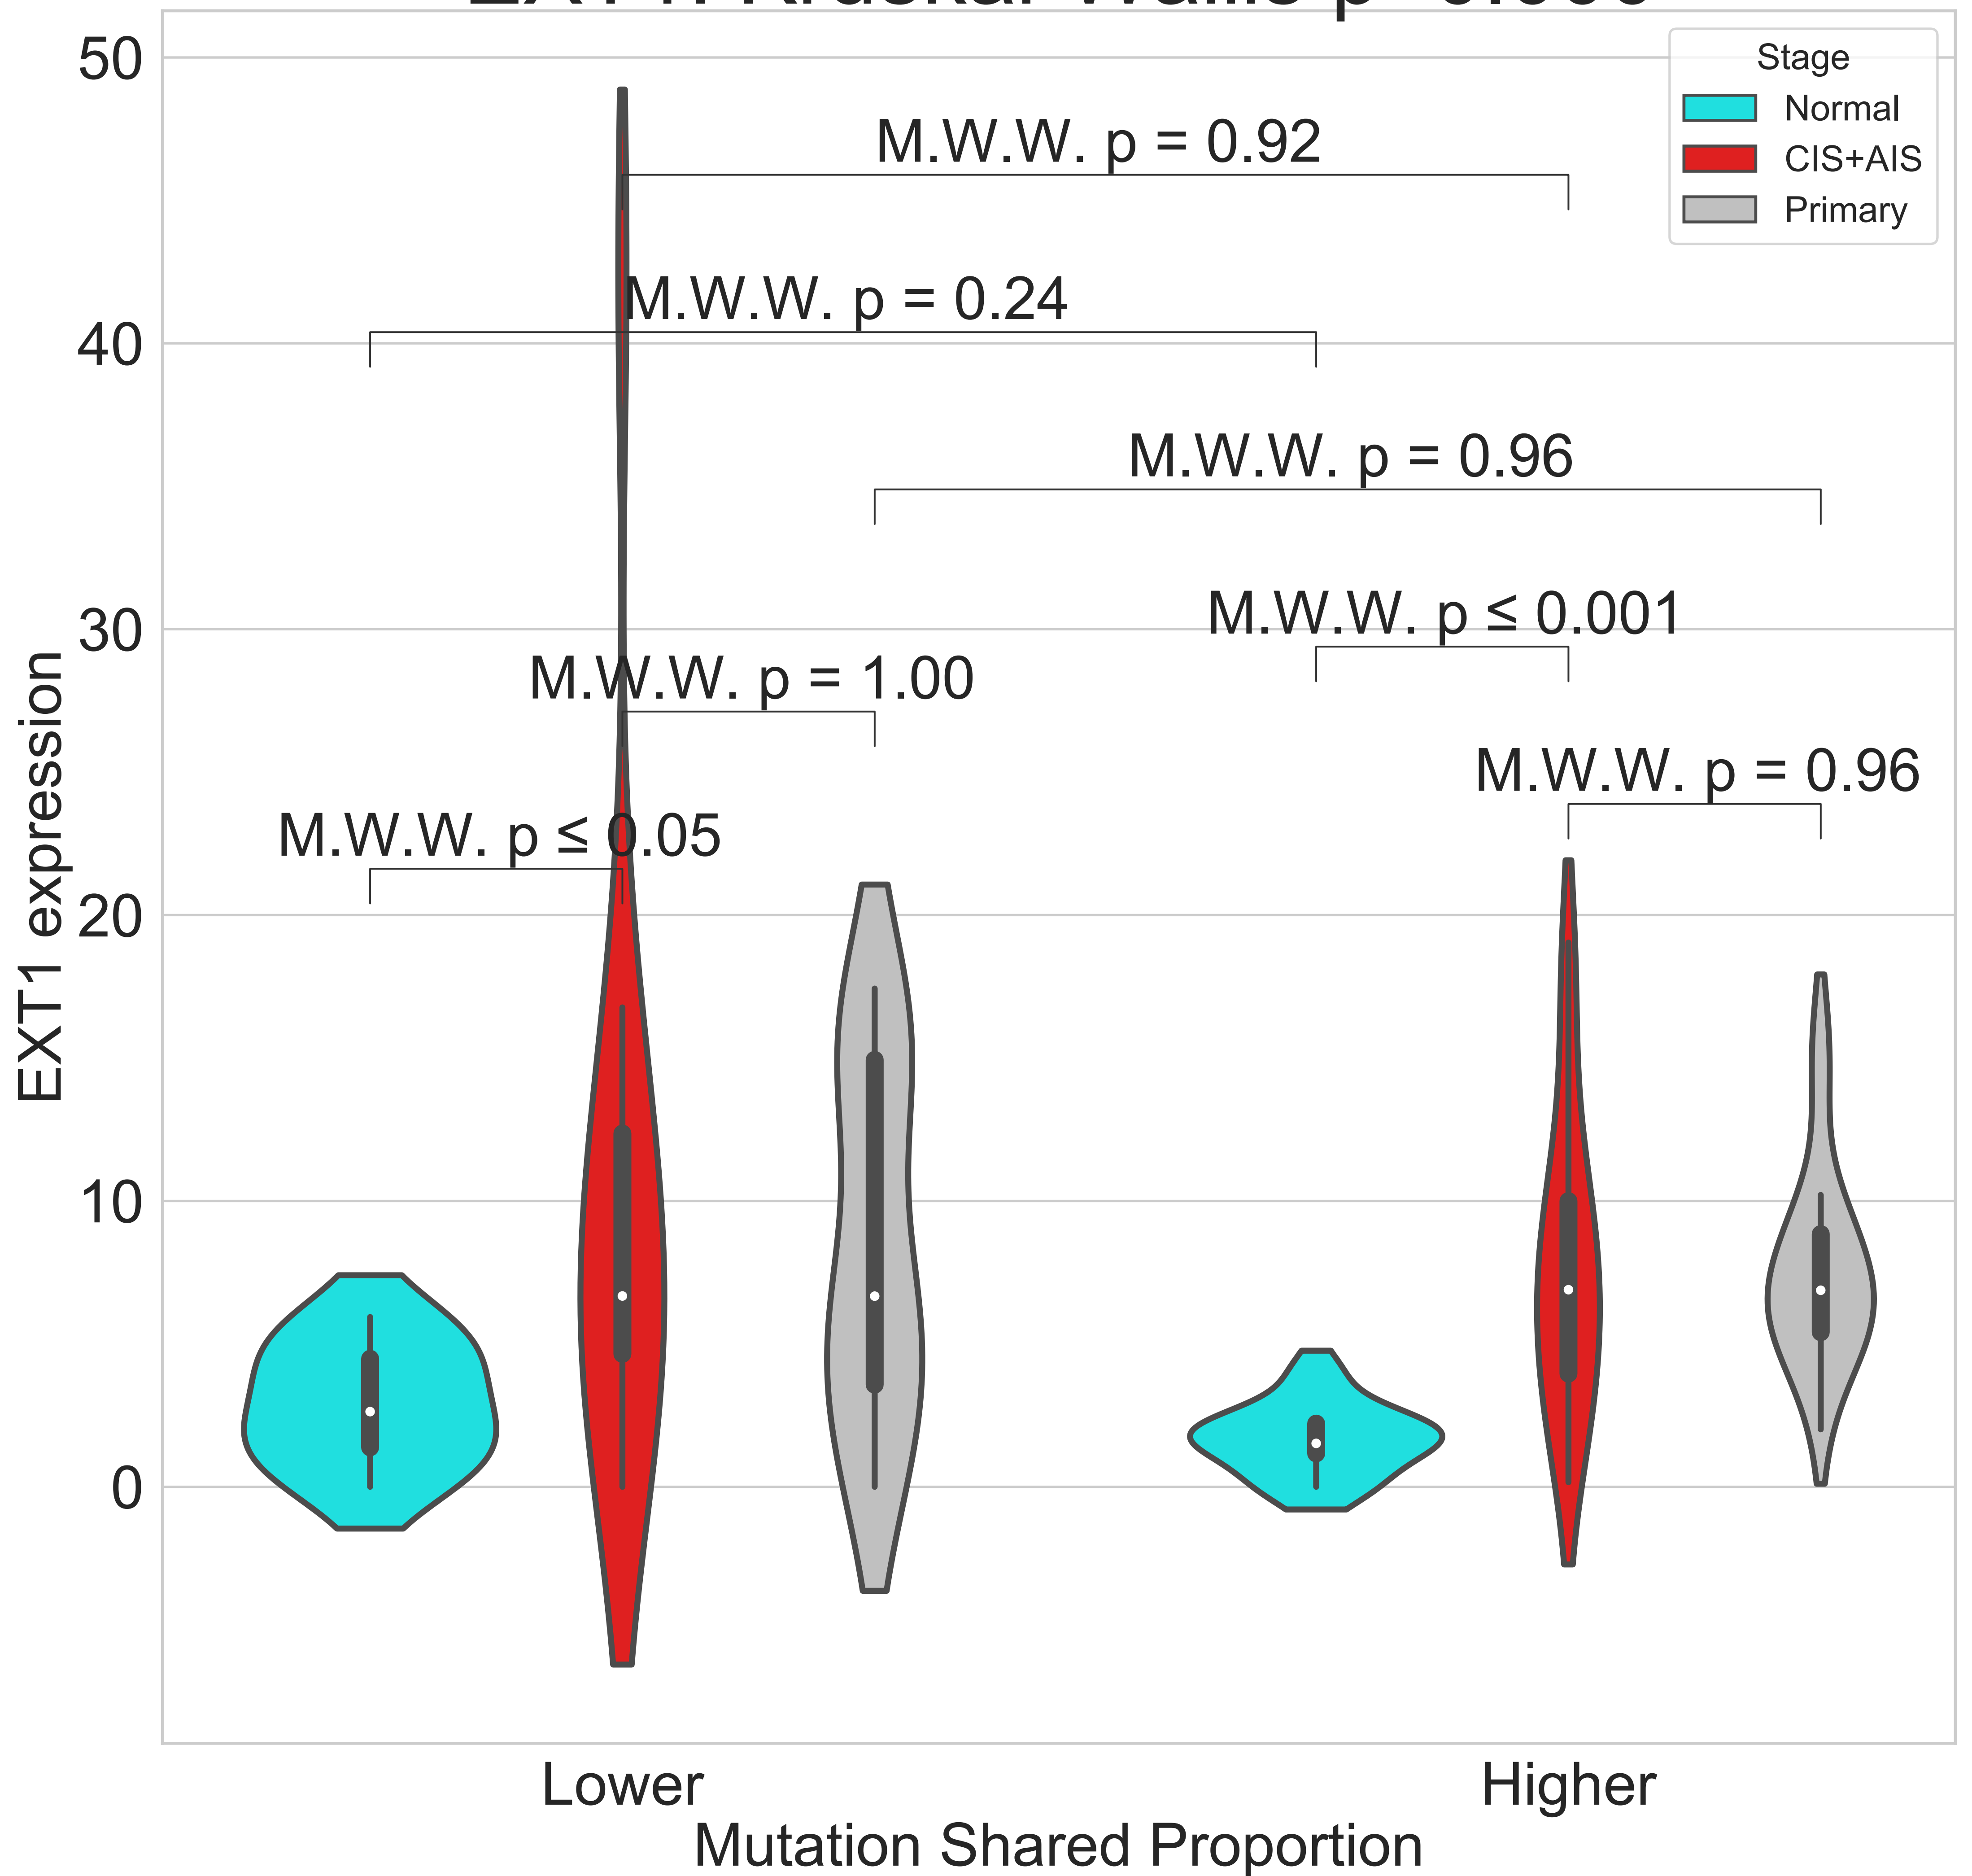 50
Stage
Normal
CIS+AIS
Primary
M.W.W. p = 0.92
M.W.W. p = 0.24
40
M.W.W. p = 0.96
M.W.W. p ≤ 0.001
30
M.W.W. p = 1.00
M.W.W. p = 0.96
M.W.W. p ≤ 0.05
EXT1 expression
20
10
0
Lower
Higher
Mutation Shared Proportion